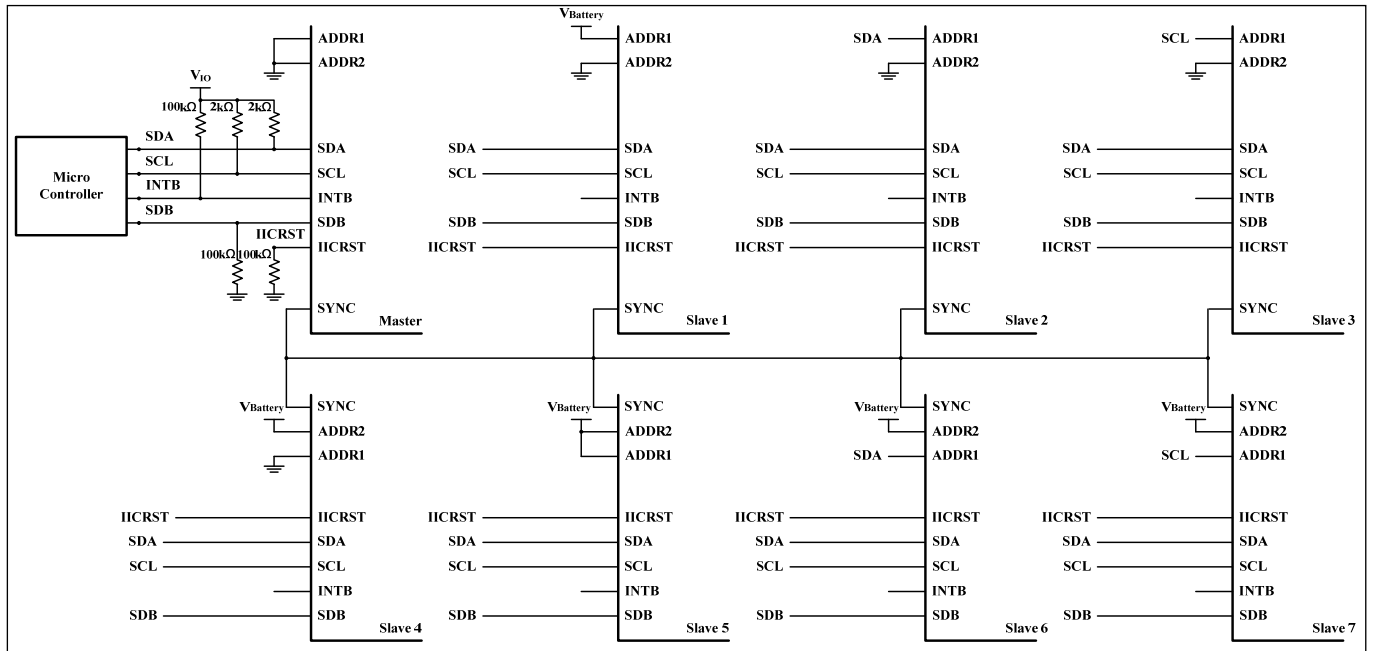 VBattery
ADDR1 ADDR1 SDA ADDR1 SCL ADDR1
ADDR2 ADDR2 ADDR2 ADDR2
VIO
100kΩ 2kΩ 2kΩ
SDA SDA SDA SDA SDA SDA SDA SDA
SCL SCL SCL SCL SCL SCL SCL SCL
Micro
Controller
INTB INTB INTB INTB INTB
SDB SDB SDB SDB SDB SDB SDB SDB
IICRST IICRST IICRST IICRST IICRST IICRST IICRST IICRST
100kΩ 100kΩ
SYNC SYNC SYNC SYNC
Master Slave 1 Slave 2 Slave 3
VBattery SYNC VBattery SYNC VBattery SYNC VBattery SYNC
ADDR2 ADDR2 ADDR2 ADDR2
ADDR1 ADDR1 SDA ADDR1 SCL ADDR1
IICRST IICRST IICRST IICRST IICRST IICRST IICRST IICRST
SDA SDA SDA SDA SDA SDA SDA SDA
SCL SCL SCL SCL SCL SCL SCL SCL
INTB INTB INTB INTB
SDB SDB SDB SDB SDB SDB SDB SDB
Slave 4 Slave 5 Slave 6 Slave 7